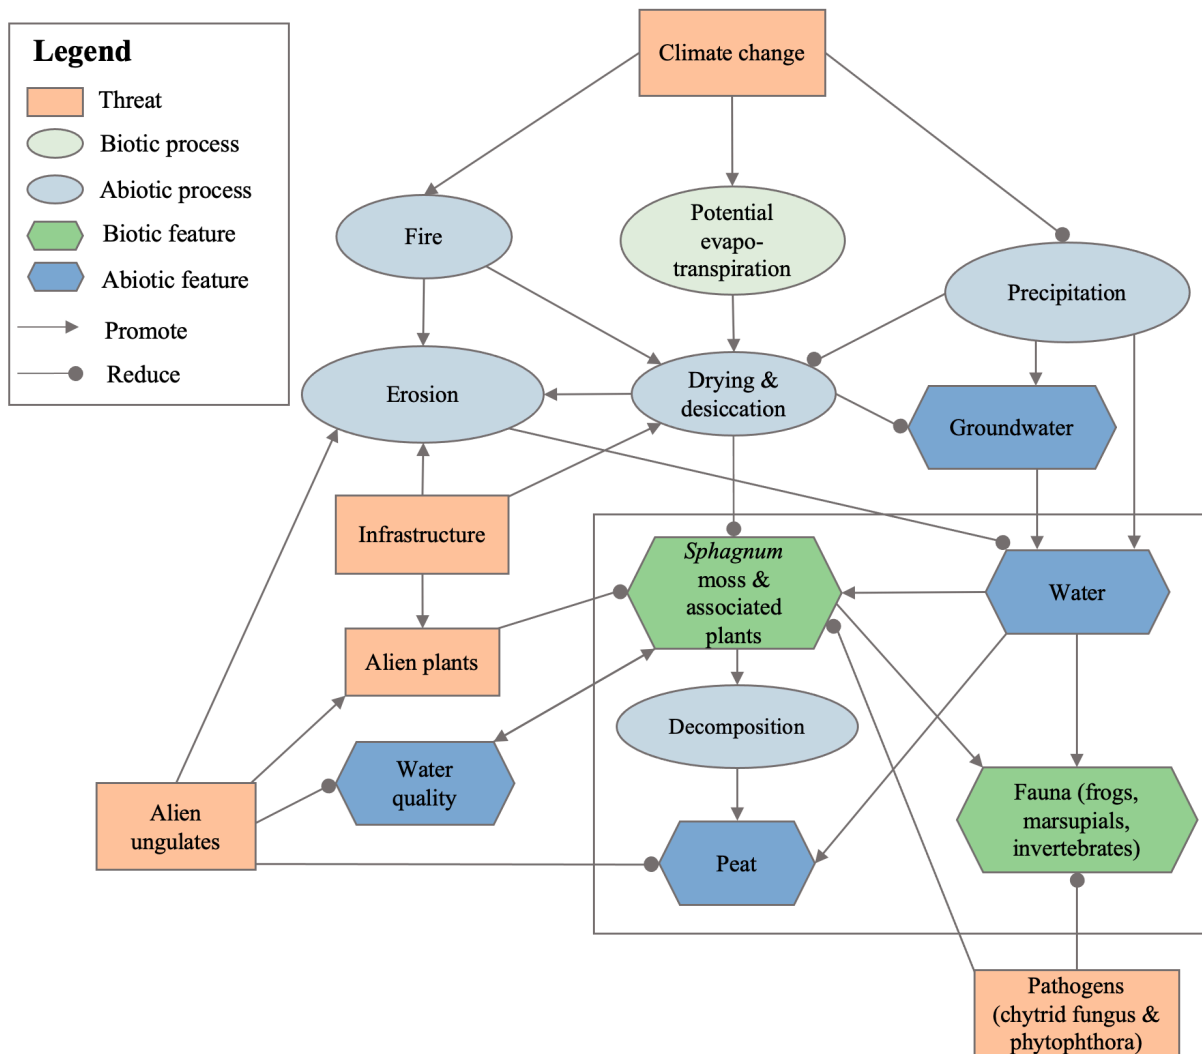 Legend
Threat
Biotic process
Abiotic process
Biotic feature
Abiotic feature
Promote
Reduce
Climate change
Fire
Potential
evapo-
transpiration
Precipitation
Erosion
Drying &
desiccation
Groundwater
Infrastructure
Sphagnum
moss &
associated
plants
Water
Alien plants
Decomposition
Water
quality
Alien
ungulates
Peat
Fauna (frogs,
marsupials,
invertebrates)
Pathogens
(chytrid fungus &
phytophthora)